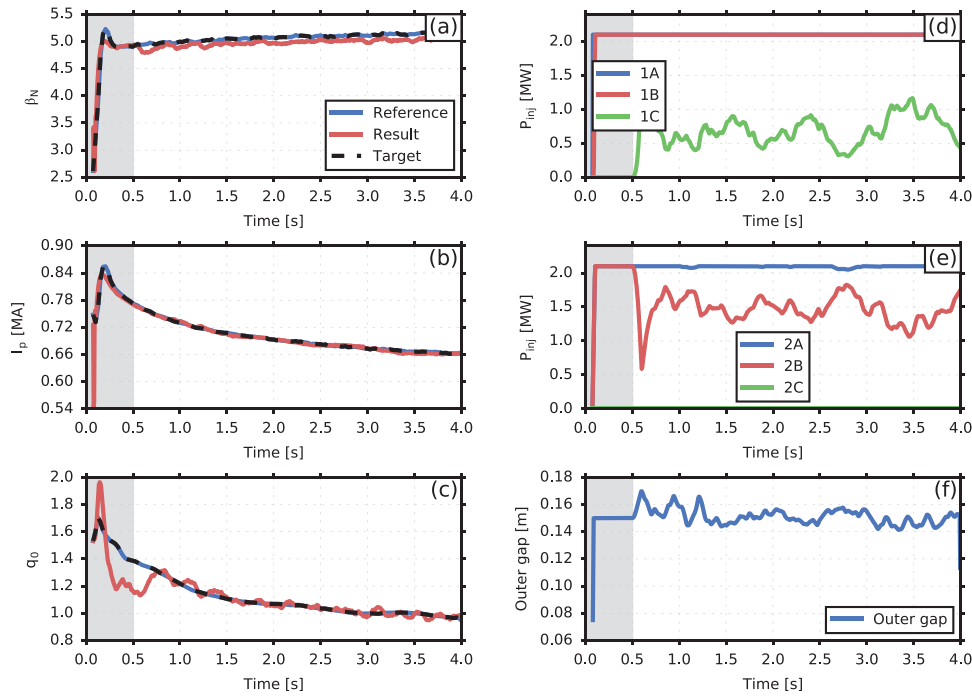 (a)
β_N
5.5
5.0
4.5
4.0
3.5
3.0
2.5
Reference
Result
Target
0.0 0.5 1.0 1.5 2.0 2.5 3.0 3.5 4.0
Time [s]
(d)
P_inj [MW]
2.0
1.5
1.0
0.5
0.0
1A
1B
1C
0.0 0.5 1.0 1.5 2.0 2.5 3.0 3.5 4.0
Time [s]
(b)
I_p [MA]
0.90
0.84
0.78
0.72
0.66
0.60
0.54
0.0 0.5 1.0 1.5 2.0 2.5 3.0 3.5 4.0
Time [s]
(e)
P_inj [MW]
2.0
1.5
1.0
0.5
0.0
2A
2B
2C
0.0 0.5 1.0 1.5 2.0 2.5 3.0 3.5 4.0
Time [s]
(c)
q_0
2.0
1.8
1.6
1.4
1.2
1.0
0.8
0.0 0.5 1.0 1.5 2.0 2.5 3.0 3.5 4.0
Time [s]
(f)
Outer gap [m]
0.18
0.16
0.14
0.12
0.10
0.08
0.06
Outer gap
0.0 0.5 1.0 1.5 2.0 2.5 3.0 3.5 4.0
Time [s]